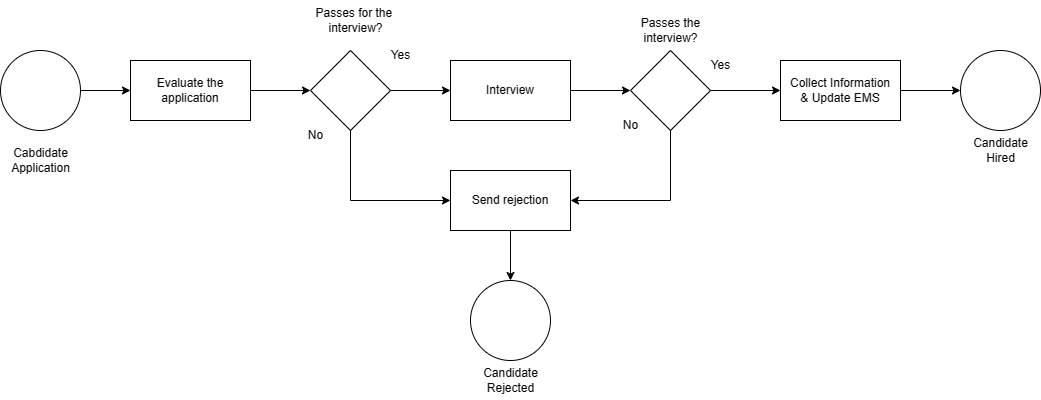 Passes for the
interview?
Passes the
interview?
Yes
Yes
Evaluate the
application
Interview
Collect Information
& Update EMS
No
No
Cabdidate
Application
Candidate
Hired
Send rejection
Candidate
Rejected